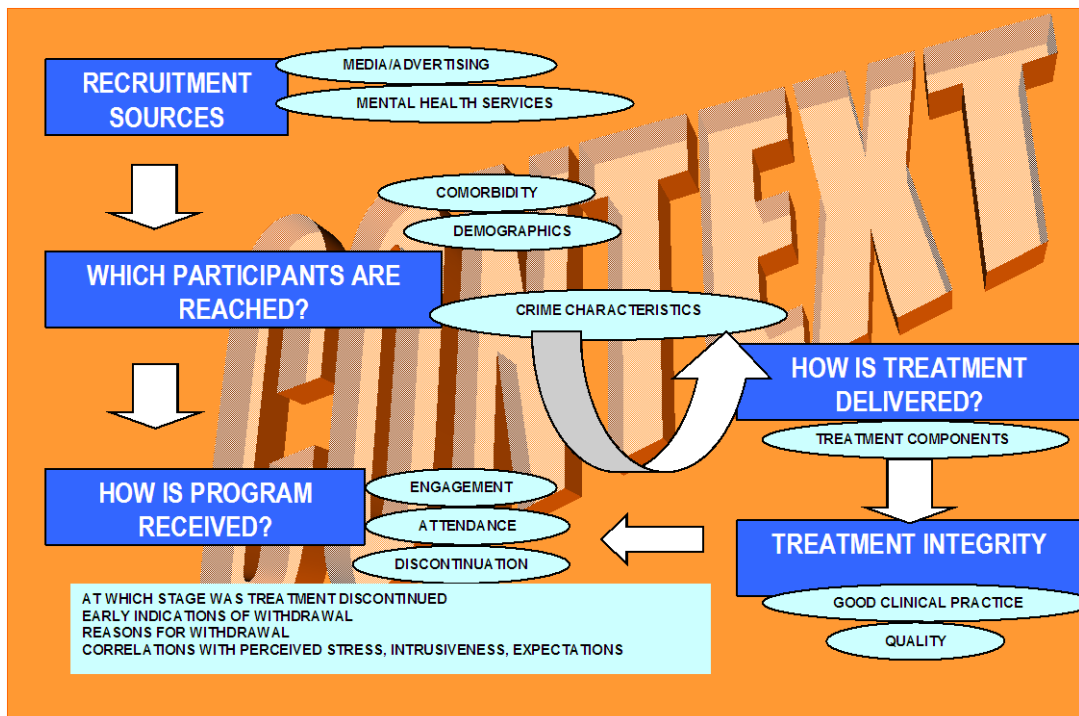 RECRUITMENT
SOURCES
MEDIA/ADVERTISING
MENTAL HEALTH SERVICES
CONTEXT
COMORBIDITY
DEMOGRAPHICS
WHICH PARTICIPANTS ARE
REACHED?
CRIME CHARACTERISTICS
HOW IS TREATMENT
DELIVERED?
TREATMENT COMPONENTS
HOW IS PROGRAM
RECEIVED?
ENGAGEMENT
ATTENDANCE
DISCONTINUATION
TREATMENT INTEGRITY
GOOD CLINICAL PRACTICE
QUALITY
AT WHICH STAGE WAS TREATMENT DISCONTINUED
EARLY INDICATIONS OF WITHDRAWAL
REASONS FOR WITHDRAWAL
CORRELATIONS WITH PERCEIVED STRESS, INTRUSIVENESS, EXPECTATIONS